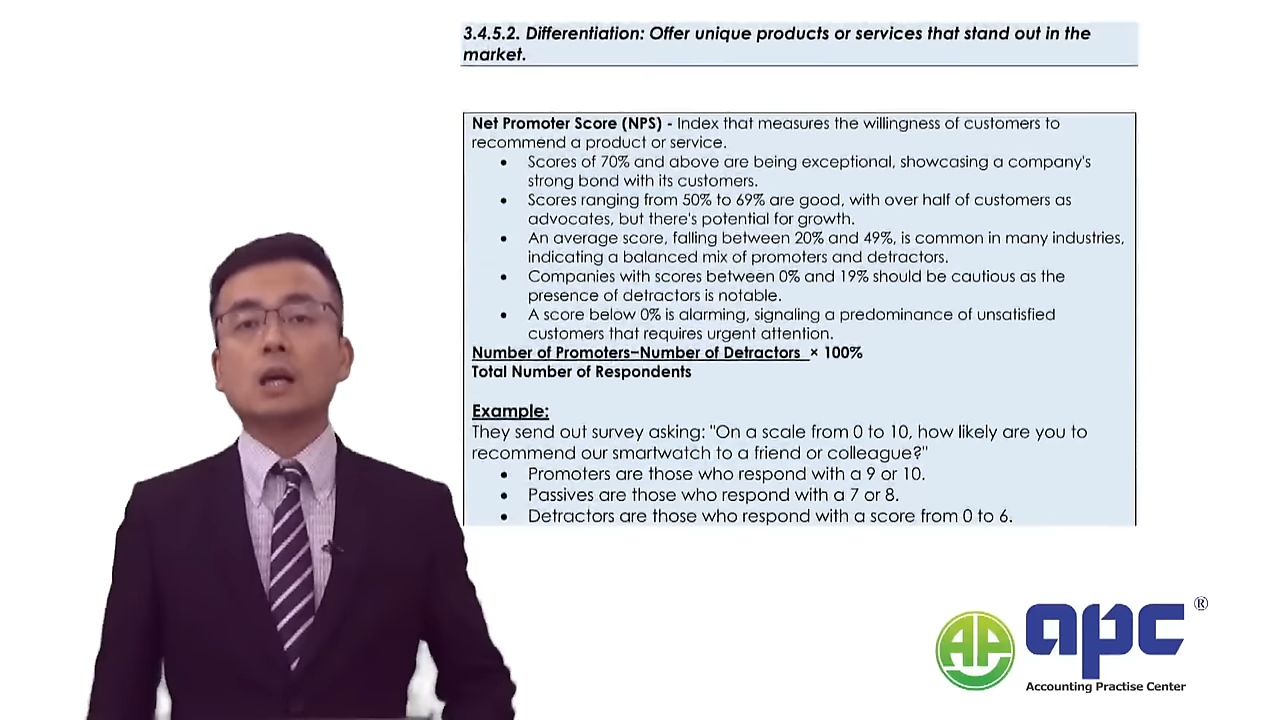 3.4.5.2. Differentiation: Offer unique products or services that stand out in the
market.
Net Promoter Score (NPS) - Index that measures the willingness of customers to
recommend a product or service.
• Scores of 70% and above are being exceptional, showcasing a company's
strong bond with its customers.
• Scores ranging from 50% to 69% are good, with over half of customers as
advocates, but there's potential for growth.
• An average score, falling between 20% and 49%, is common in many industries,
indicating a balanced mix of promoters and detractors.
• Companies with scores between 0% and 19% should be cautious as the
presence of detractors is notable.
• A score below 0% is alarming, signaling a predominance of unsatisfied
customers that requires urgent attention.
Number of Promoters−Number of Detractors × 100%
Total Number of Respondents
Example:
They send out survey asking: "On a scale from 0 to 10, how likely are you to
recommend our smartwatch to a friend or colleague?"
• Promoters are those who respond with a 9 or 10.
• Passives are those who respond with a 7 or 8.
• Detractors are those who respond with a score from 0 to 6.
AP apc ®
Accounting Practise Center